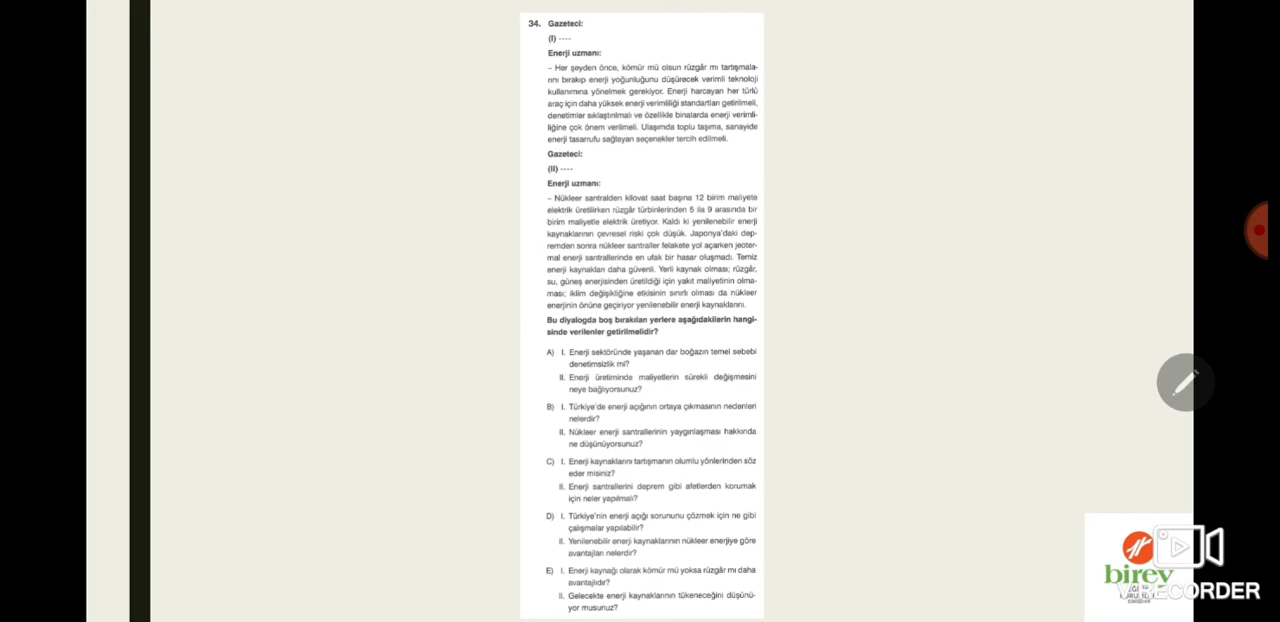 34. Gazeteci:
(I) ----
Enerji uzmanı:
– Her şeyden önce, kömür mü olsun rüzgâr mı tartışmala-
rını bırakıp enerji yoğunluğunu düşürecek verimli teknoloji
kullanımına yönelmek gerekiyor. Enerji harcayan her türlü
araç için daha yüksek enerji verimliliği standartları getirilmeli,
denetimler sıklaştırılmalı ve özellikle binalarda enerji verimli-
liğine çok önem verilmeli. Ulaşımda toplu taşıma, sanayide
enerji tasarrufu sağlayan seçenekler tercih edilmeli.
Gazeteci:
(II) ----
Enerji uzmanı:
– Nükleer santralden kilovat saat başına 12 birim maliyete
elektrik üretilirken rüzgâr türbinlerinden 5 ila 9 arasında bir
birim maliyetle elektrik üretiyor. Kaldı ki yenilenebilir enerji
kaynaklarının çevresel riski çok düşük. Japonya'daki dep-
remden sonra nükleer santraller felakete yol açarken jeoter-
mal enerji santrallerinde en ufak bir hasar oluşmadı. Temiz
enerji kaynakları daha güvenli. Yerli kaynak olması; rüzgâr,
su, güneş enerjisinden üretildiği için yakıt maliyetinin olma-
ması; iklim değişikliğine etkisinin sınırlı olması da nükleer
enerjinin önüne geçiriyor yenilenebilir enerji kaynaklarını.
Bu diyalogda boş bırakılan yerlere aşağıdakilerin hangi-
sinde verilenler getirilmelidir?
A) I. Enerji sektöründe yaşanan dar boğazın temel sebebi
denetimsizlik mi?
II. Enerji üretiminde maliyetlerin sürekli değişmesini
neye bağlıyorsunuz?
B) I. Türkiye'de enerji açığının ortaya çıkmasının nedenleri
nelerdir?
II. Nükleer enerji santrallerinin yaygınlaşması hakkında
ne düşünüyorsunuz?
C) I. Enerji kaynaklarını tartışmanın olumlu yönlerinden söz
eder misiniz?
II. Enerji santrallerini deprem gibi afetlerden korumak
için neler yapılmalı?
D) I. Türkiye'nin enerji açığı sorununu çözmek için ne gibi
çalışmalar yapılabilir?
II. Yenilenebilir enerji kaynaklarının nükleer enerjiye göre
avantajları nelerdir?
E) I. Enerji kaynağı olarak kömür mü yoksa rüzgâr mı daha
avantajlıdır?
II. Gelecekte enerji kaynaklarının tükeneceğini düşünü-
yor musunuz?
birey
RECORDER